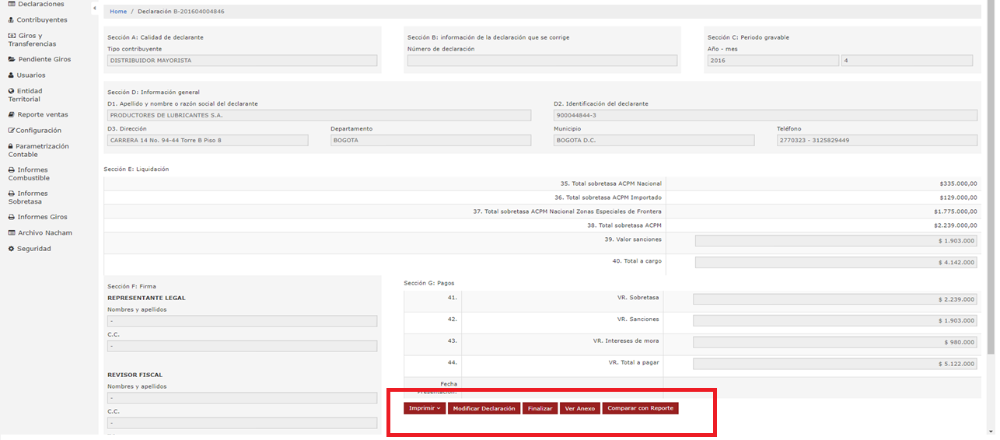 Declaraciones
Contribuyentes
Giros y
Transferencias
Pendiente Giros
Usuarios
Entidad
Territorial
Reporte ventas
Configuración
Parametrización
Contable
Informes
Combustible
Informes
Sobretasa
Informes Giros
Archivo Nacham
Seguridad
Home / Declaración B-201604004846
Sección A: Calidad de declarante
Tipo contribuyente
DISTRIBUIDOR MAYORISTA
Sección B: información de la declaración que se corrige
Número de declaración
Sección C: Periodo gravable
Año - mes
2016 4
Sección D: Información general
D1. Apellido y nombre o razón social del declarante
PRODUCTORES DE LUBRICANTES S.A.
D2. Identificación del declarante
900044844-3
D3. Dirección
CARRERA 14 No. 94-44 Torre B Piso 8
Departamento
BOGOTA
Municipio
BOGOTA D.C.
Teléfono
2770323 - 3125829449
Sección E: Liquidación
35. Total sobretasa ACPM Nacional $335.000,00
36. Total sobretasa ACPM Importado $129.000,00
37. Total sobretasa ACPM Nacional Zonas Especiales de Frontera $1.775.000,00
38. Total sobretasa ACPM $2.239.000,00
39. Valor sanciones $ 1.903.000
40. Total a cargo $ 4.142.000
Sección F: Firma
REPRESENTANTE LEGAL
Nombres y apellidos
-
C.C.
-
REVISOR FISCAL
Nombres y apellidos
-
C.C.
-
Sección G: Pagos
41. VR. Sobretasa $ 2.239.000
42. VR. Sanciones $ 1.903.000
43. VR. Intereses de mora $ 980.000
44. VR. Total a pagar $ 5.122.000
Fecha
Presentación:
Imprimir Modificar Declaración Finalizar Ver Anexo Comparar con Reporte